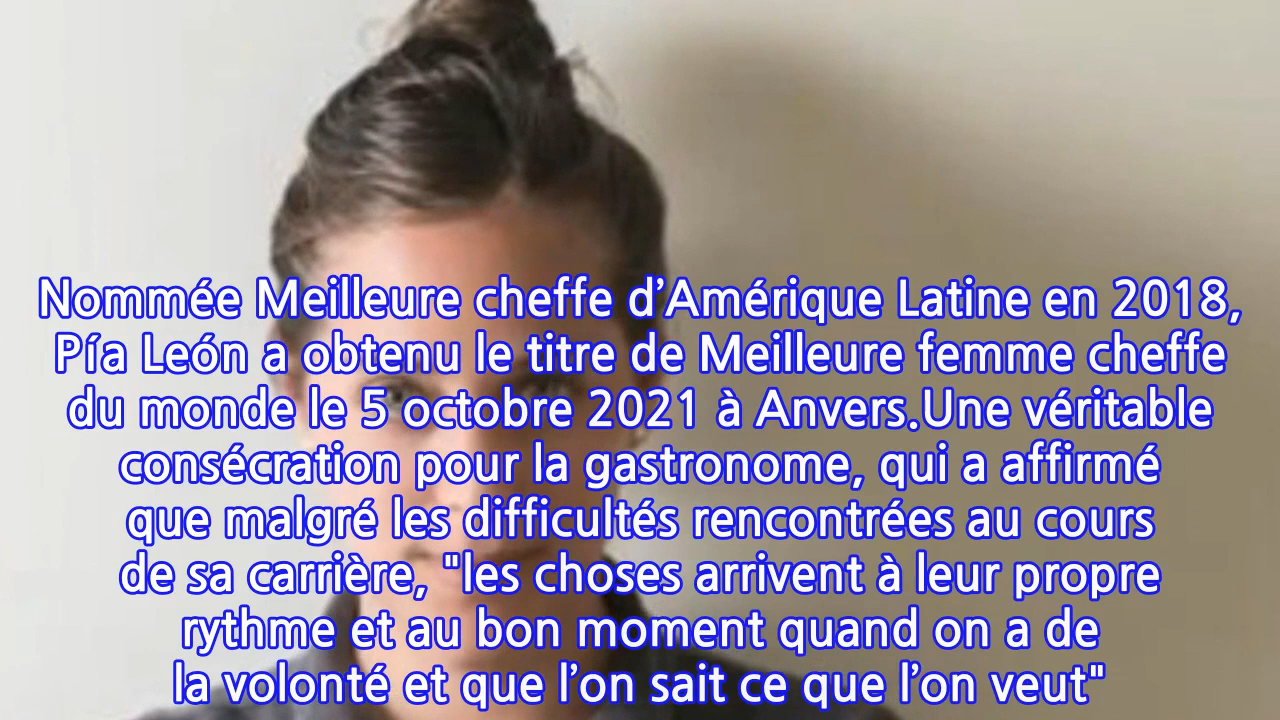 Nommée Meilleure cheffe d’Amérique Latine en 2018,
Pía León a obtenu le titre de Meilleure femme cheffe
du monde le 5 octobre 2021 à Anvers.Une véritable
consécration pour la gastronome, qui a affirmé
que malgré les difficultés rencontrées au cours
de sa carrière, "les choses arrivent à leur propre
rythme et au bon moment quand on a de
la volonté et que l’on sait ce que l’on veut"